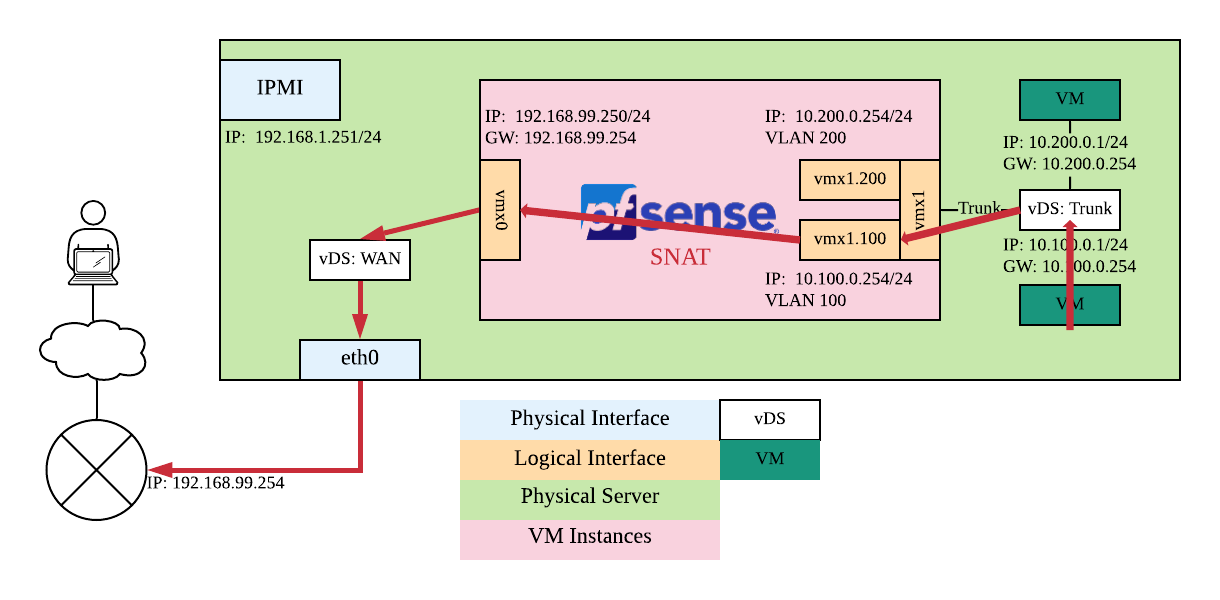 IPMI
IP: 192.168.1.251/24
IP: 192.168.99.250/24
GW: 192.168.99.254
IP: 10.200.0.254/24
VLAN 200
VM
IP: 10.200.0.1/24
GW: 10.200.0.254
vmx0
pfsense
SNAT
vmx1.200
vmx1.100
vmx1
Trunk
vDS: Trunk
IP: 10.100.0.1/24
GW: 10.100.0.254
vDS: WAN
IP: 10.100.0.254/24
VLAN 100
VM
eth0
IP: 192.168.99.254
Physical Interface
vDS
Logical Interface
VM
Physical Server
VM Instances